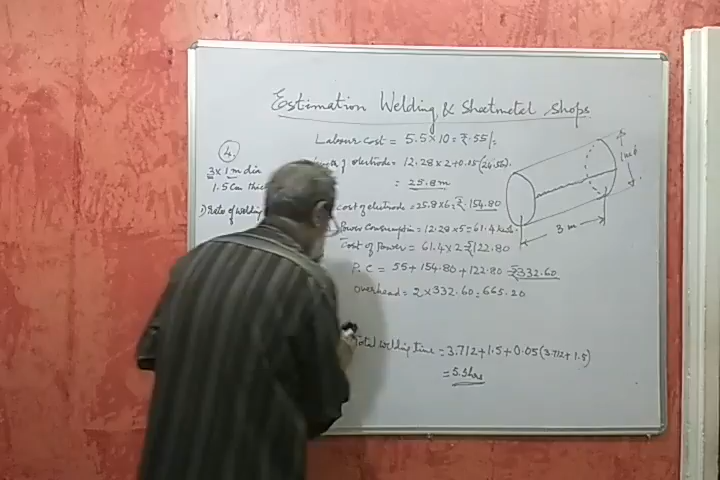 Estimation Welding & Sheetmetal Shops
4
3 x 1 m dia
1.5 Cm thick
1) Rate of welding
Labour cost = 5.5 x 10 = ₹.55/=
of electrode = 12.28 x 2 + 0.05 (24.56).
= 25.8 m
Cost of electrode = 25.8 x 6 = ₹.154.80
Power Consumption = 12.28 x 5 = 61.4
Cost of Power = 61.4 x 2 = ₹122.80
P.C = 55 + 154.80 + 122.80 = ₹332.60
Overhead = 2 x 332.60 = 665.20
Total welding time = 3.712 + 1.5 + 0.05 (3.712 + 1.5)
= 5.5 hrs
3 m